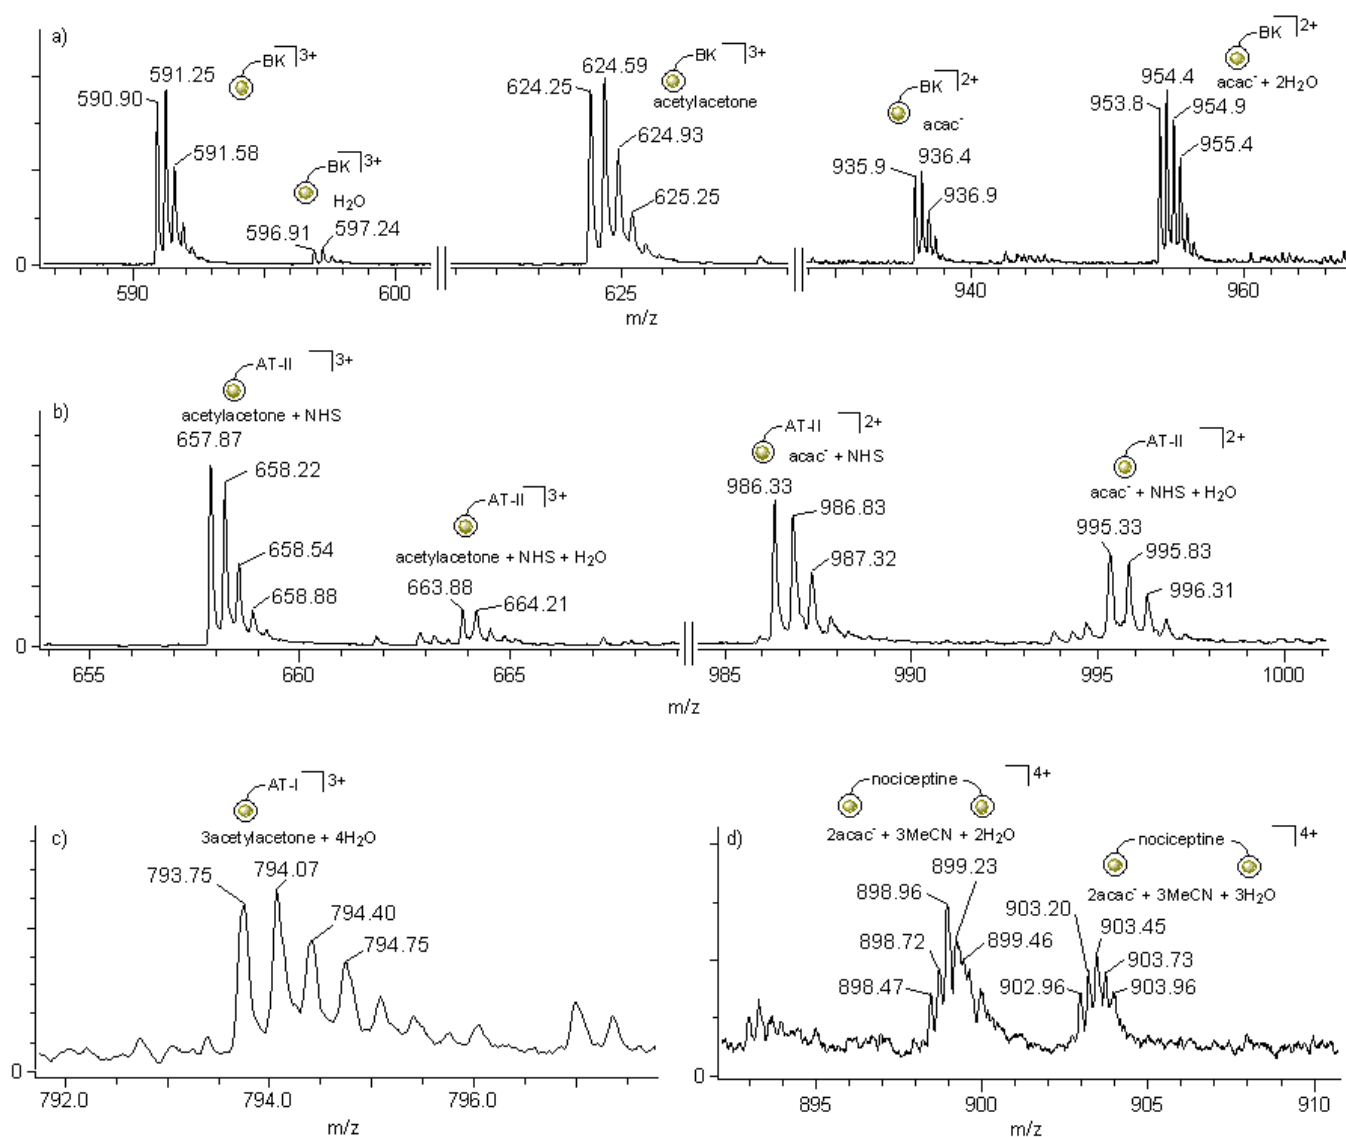 a)
BK 3+
591.25
590.90
591.58
BK 3+
H2O
596.91
597.24
BK 3+
acetylacetone
624.59
624.25
624.93
625.25
BK 2+
acac-
935.9
936.4
936.9
BK 2+
acac- + 2H2O
954.4
953.8
954.9
955.4
0
590
600
625
940
960
m/z
b)
AT-II 3+
acetylacetone + NHS
657.87
658.22
658.54
658.88
AT-II 3+
acetylacetone + NHS + H2O
663.88
664.21
AT-II 2+
acac- + NHS
986.33
986.83
987.32
AT-II 2+
acac- + NHS + H2O
995.33
995.83
996.31
0
655
660
665
985
990
995
1000
m/z
c)
AT-I 3+
3acetylacetone + 4H2O
793.75
794.07
794.40
794.75
0
792.0
794.0
796.0
m/z
d)
nociceptine 4+
2acac- + 3MeCN + 2H2O
899.23
898.96
898.72
899.46
898.47
nociceptine 4+
2acac- + 3MeCN + 3H2O
903.20
903.45
903.73
902.96
903.96
0
895
900
905
910
m/z